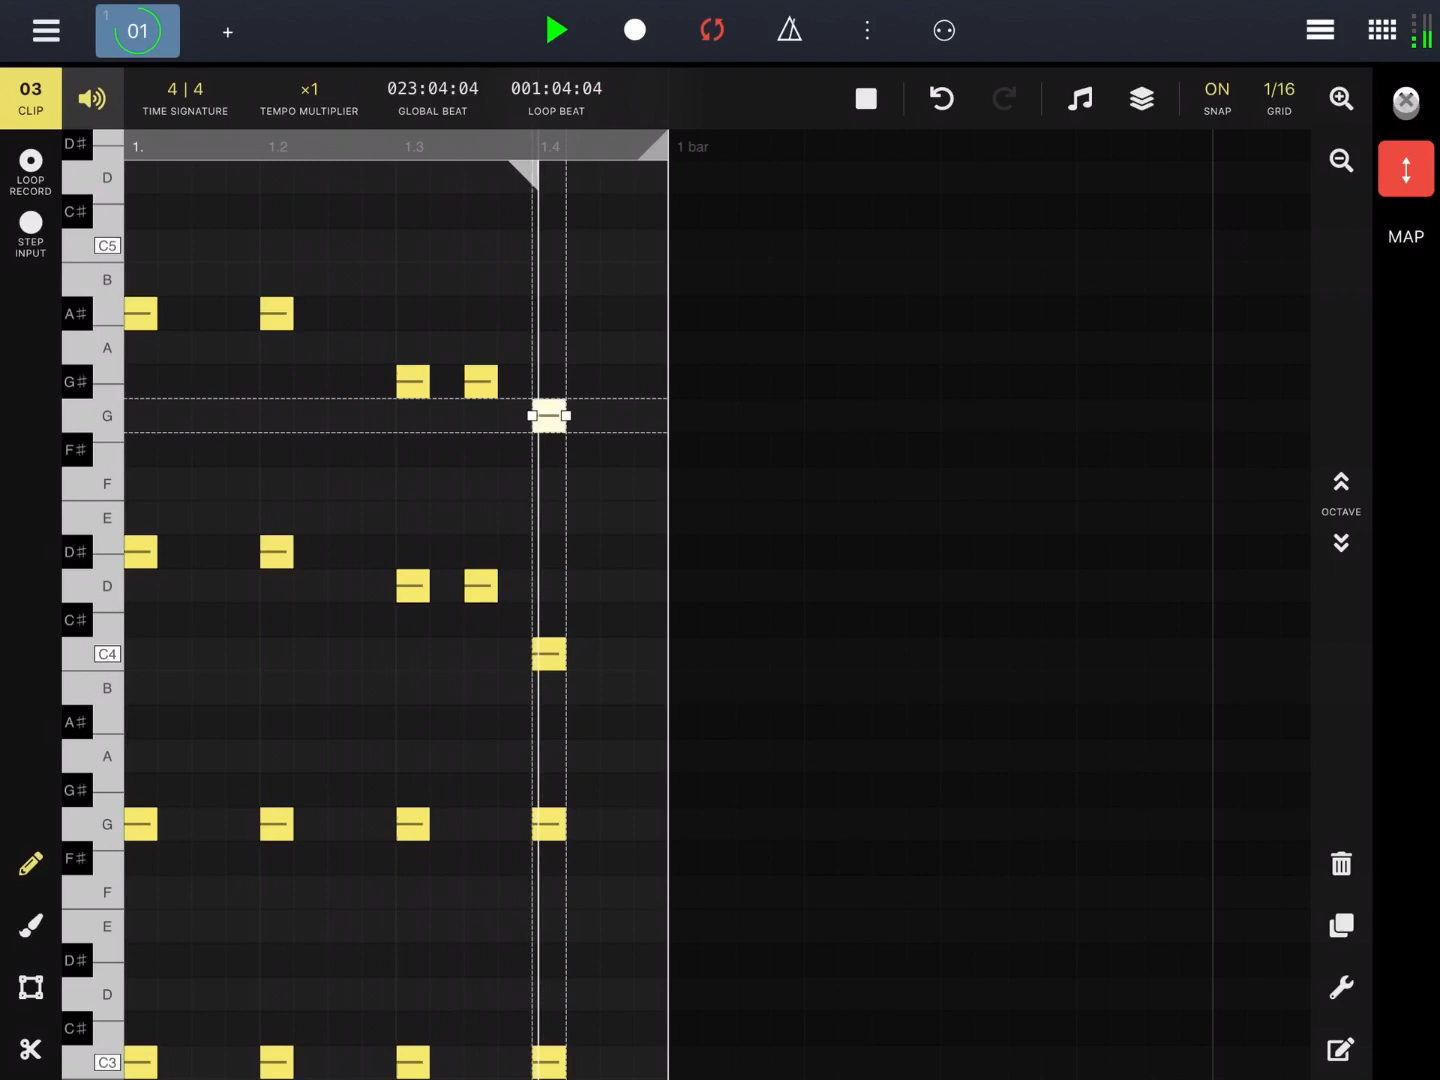 1
01
+
03
CLIP
4 | 4
TIME SIGNATURE
×1
TEMPO MULTIPLIER
023:04:04
GLOBAL BEAT
001:04:04
LOOP BEAT
ON
SNAP
1/16
GRID
LOOP
RECORD
STEP
INPUT
1.
1.2
1.3
1.4
1 bar
MAP
OCTAVE
D♯
D
C♯
C5
B
A♯
A
G♯
G
F♯
F
E
D♯
D
C♯
C4
B
A♯
A
G♯
G
F♯
F
E
D♯
D
C♯
C3